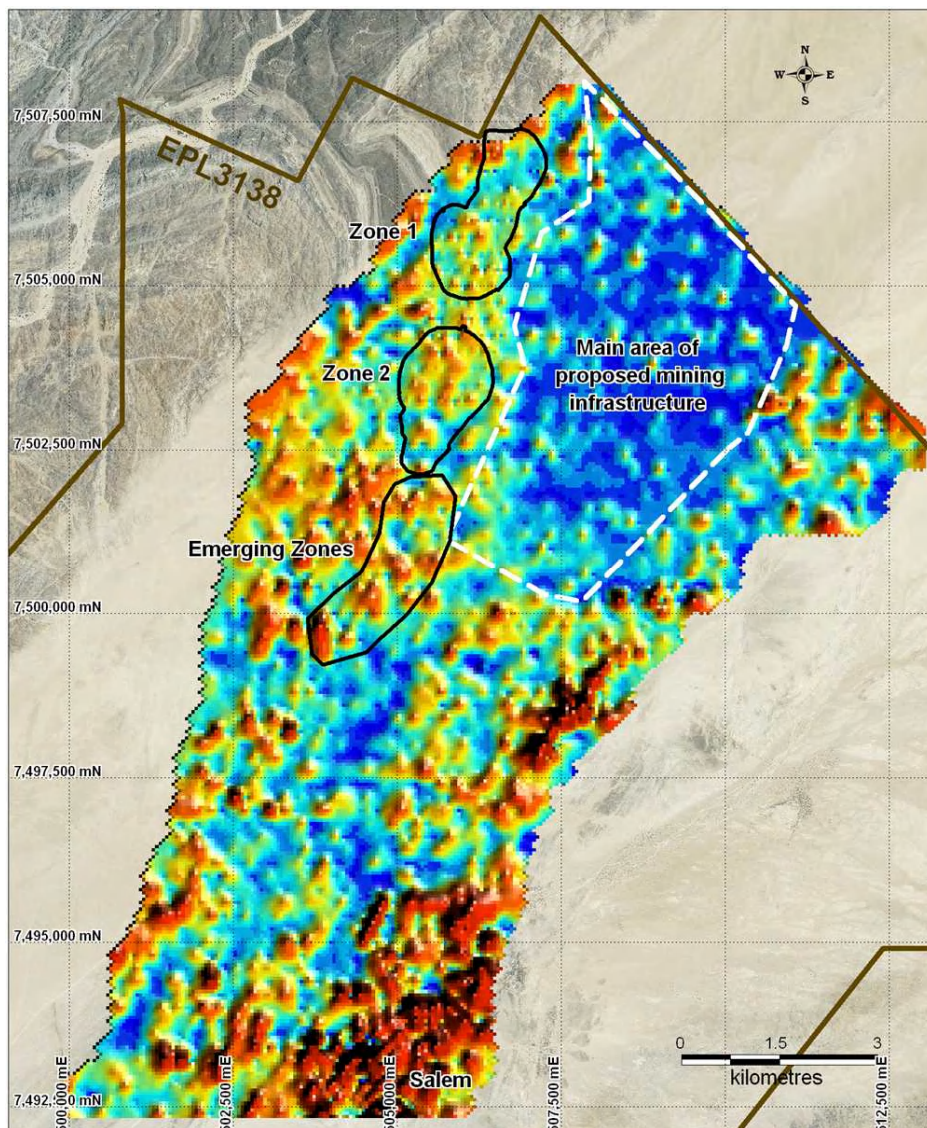 N
W E
S
7,507,500 mN
EPL3138
Zone 1
7,505,000 mN
Main area of
proposed mining
infrastructure
Zone 2
7,502,500 mN
Emerging Zones
7,500,000 mN
7,497,500 mN
7,495,000 mN
0 1.5 3
kilometres
Salem
7,492,500 mN
502,500 mE
505,000 mE
507,500 mE